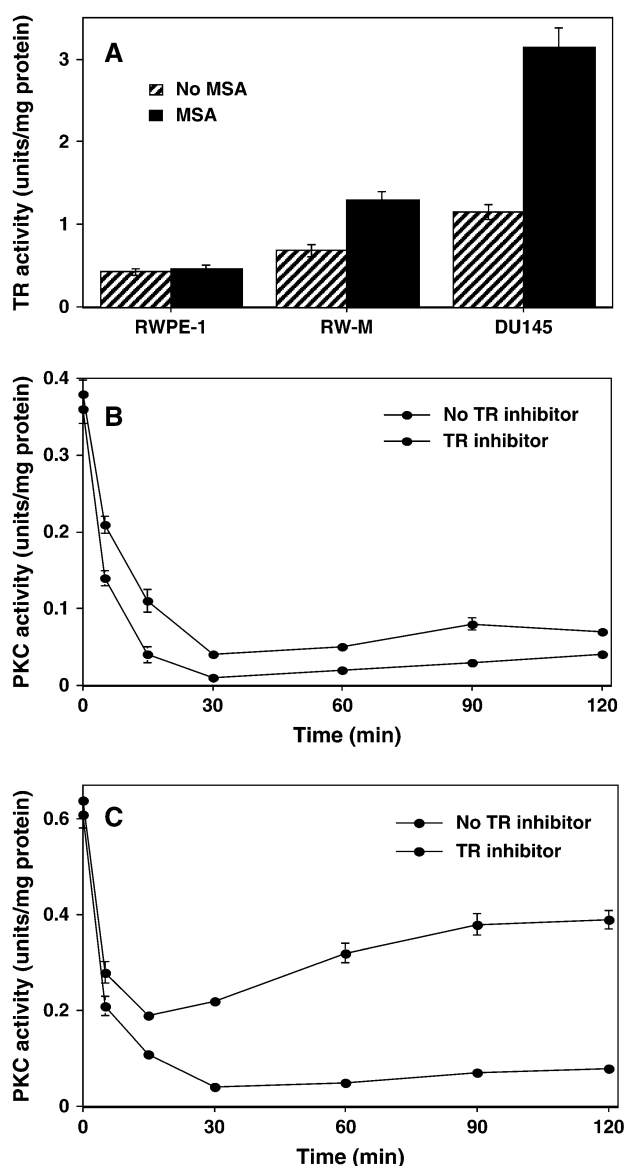 A
No MSA
MSA
TR activity (units/mg protein)
3
2
1
0
RWPE-1 RW-M DU145
B
No TR inhibitor
TR inhibitor
PKC activity (units/mg protein)
0.4
0.3
0.2
0.1
0
0 30 60 90 120
Time (min)
C
No TR inhibitor
TR inhibitor
PKC activity (units/mg protein)
0.6
0.4
0.2
0
0 30 60 90 120
Time (min)